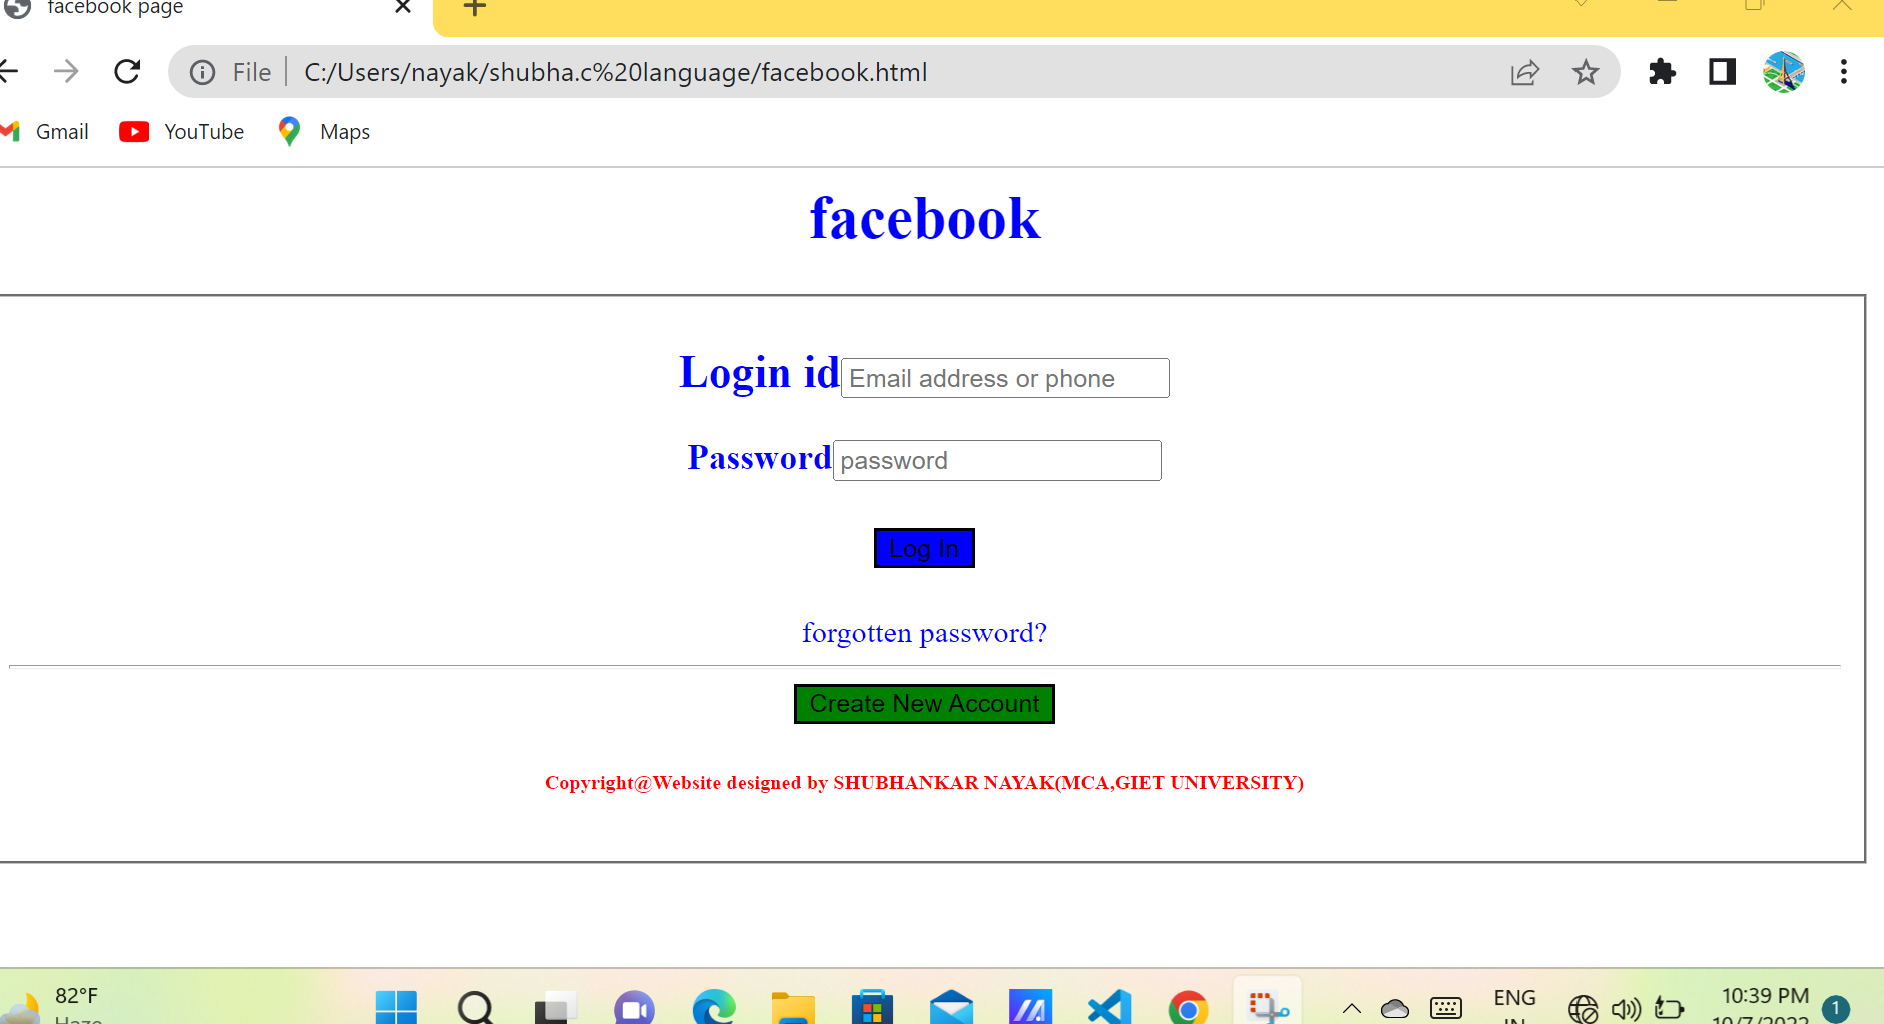 facebook page
File C:/Users/nayak/shubha.c%20language/facebook.html
Gmail YouTube Maps
facebook
Login id Email address or phone
Password password
Log In
forgotten password?
Create New Account
Copyright@Website designed by SHUBHANKAR NAYAK(MCA,GIET UNIVERSITY)
82°F ENG 10:39 PM 1
Haze IN